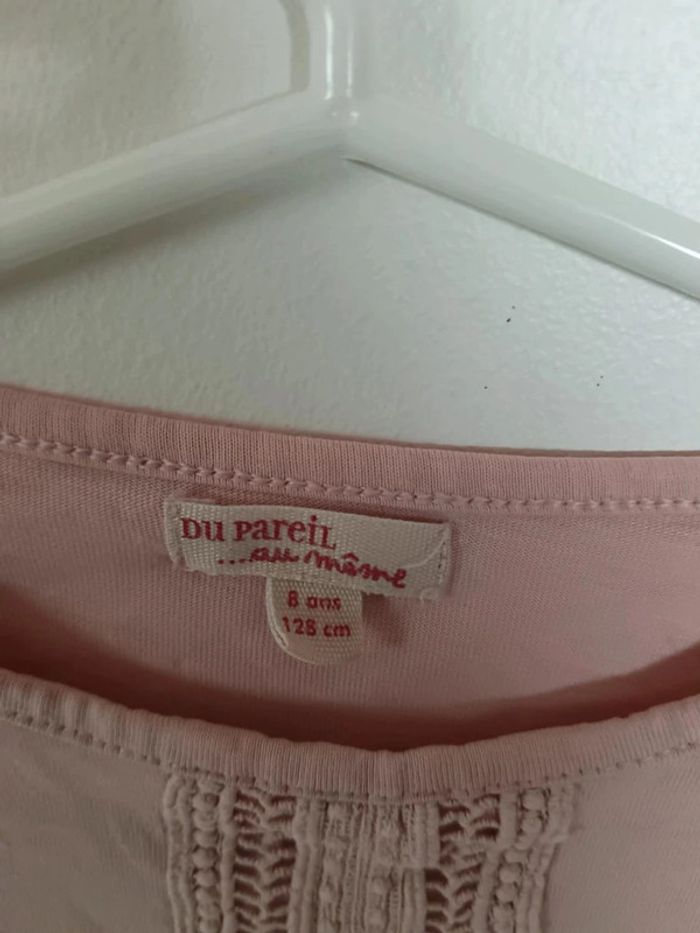 Du Pareil
....au même
8 ans
128 cm